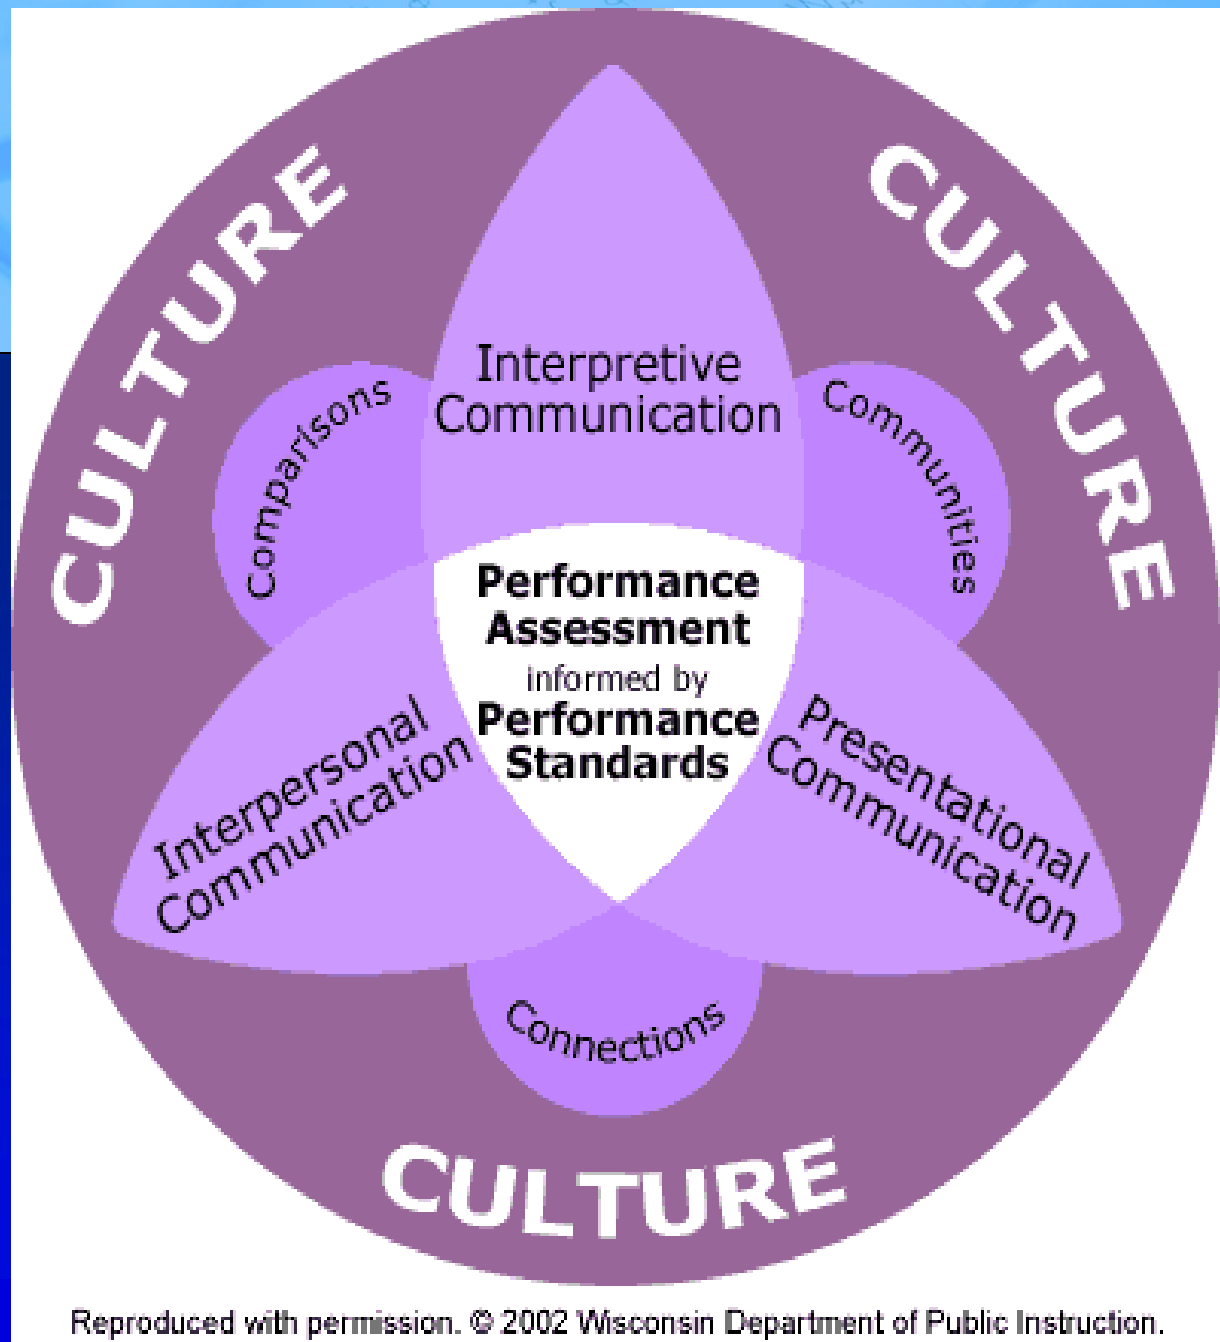 CULTURE
CULTURE
Interpretive
Communication
Comparisons
Communities
Performance
Assessment
informed by
Performance
Standards
Interpersonal
Communication
Presentational
Communication
Connections
CULTURE
Reproduced with permission. © 2002 Wisconsin Department of Public Instruction.